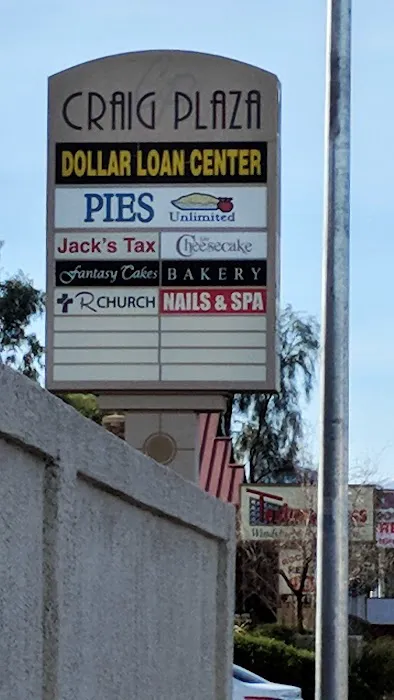 CRAIG PLAZA
DOLLAR LOAN CENTER
PIES Unlimited
Jack's Tax The Cheesecake
Fantasy Cakes BAKERY
R CHURCH NAILS & SPA